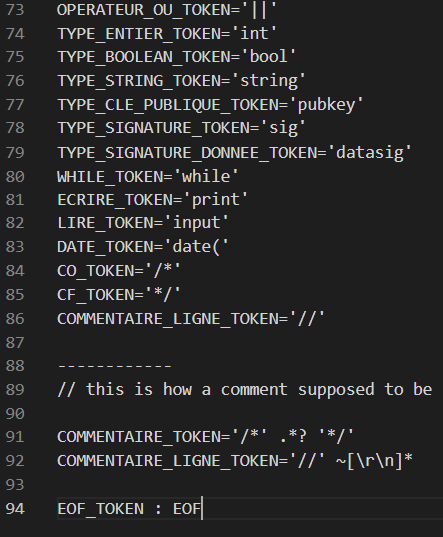 73 OPERATEUR_OU_TOKEN='||'
74 TYPE_ENTIER_TOKEN='int'
75 TYPE_BOOLEAN_TOKEN='bool'
76 TYPE_STRING_TOKEN='string'
77 TYPE_CLE_PUBLIQUE_TOKEN='pubkey'
78 TYPE_SIGNATURE_TOKEN='sig'
79 TYPE_SIGNATURE_DONNEE_TOKEN='datasig'
80 WHILE_TOKEN='while'
81 ECRIRE_TOKEN='print'
82 LIRE_TOKEN='input'
83 DATE_TOKEN='date('
84 CO_TOKEN='/*'
85 CF_TOKEN='*/'
86 COMMENTAIRE_LIGNE_TOKEN='//'
87
88 ------------
89 // this is how a comment supposed to be
90
91 COMMENTAIRE_TOKEN='/*' .*? '*/'
92 COMMENTAIRE_LIGNE_TOKEN='//' ~[\r\n]*
93
94 EOF_TOKEN : EOF